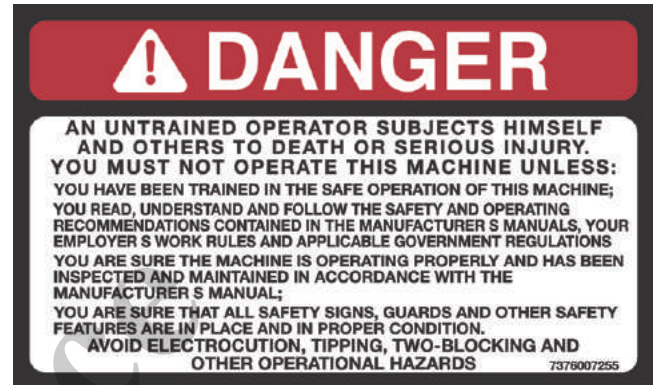 DANGER
AN UNTRAINED OPERATOR SUBJECTS HIMSELF
AND OTHERS TO DEATH OR SERIOUS INJURY.
YOU MUST NOT OPERATE THIS MACHINE UNLESS:
YOU HAVE BEEN TRAINED IN THE SAFE OPERATION OF THIS MACHINE;
YOU READ, UNDERSTAND AND FOLLOW THE SAFETY AND OPERATING
RECOMMENDATIONS CONTAINED IN THE MANUFACTURER S MANUALS, YOUR
EMPLOYER S WORK RULES AND APPLICABLE GOVERNMENT REGULATIONS
YOU ARE SURE THE MACHINE IS OPERATING PROPERLY AND HAS BEEN
INSPECTED AND MAINTAINED IN ACCORDANCE WITH THE
MANUFACTURER S MANUAL;
YOU ARE SURE THAT ALL SAFETY SIGNS, GUARDS AND OTHER SAFETY
FEATURES ARE IN PLACE AND IN PROPER CONDITION.
AVOID ELECTROCUTION, TIPPING, TWO-BLOCKING AND
OTHER OPERATIONAL HAZARDS 7376007255